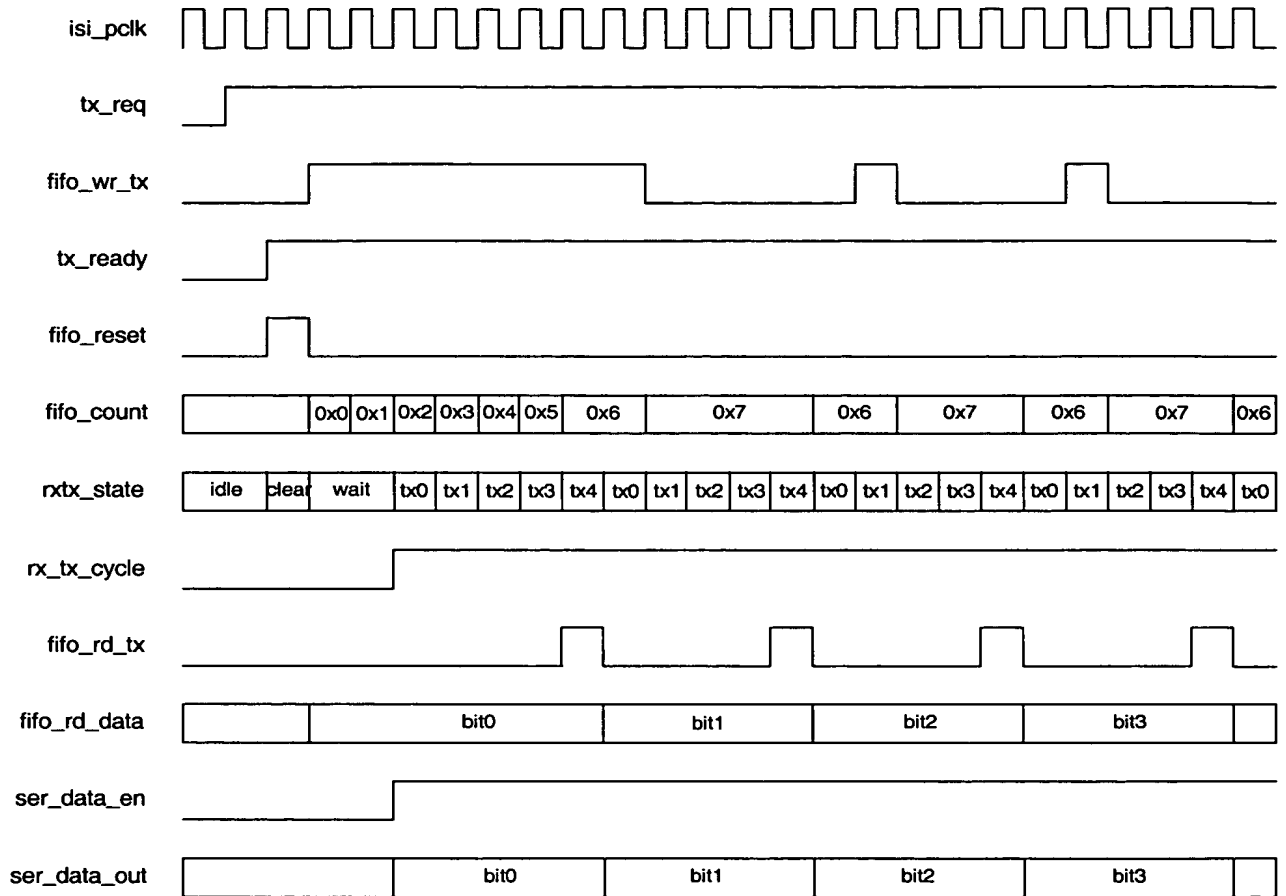 isi_pclk
tx_req
fifo_wr_tx
tx_ready
fifo_reset
fifo_count 0x0 0x1 0x2 0x3 0x4 0x5 0x6 0x7 0x6 0x7 0x6 0x7 0x6
rxtx_state idle clear wait tx0 tx1 tx2 tx3 tx4 tx0 tx1 tx2 tx3 tx4 tx0 tx1 tx2 tx3 tx4 tx0 tx1 tx2 tx3 tx4 tx0
rx_tx_cycle
fifo_rd_tx
fifo_rd_data bit0 bit1 bit2 bit3
ser_data_en
ser_data_out bit0 bit1 bit2 bit3